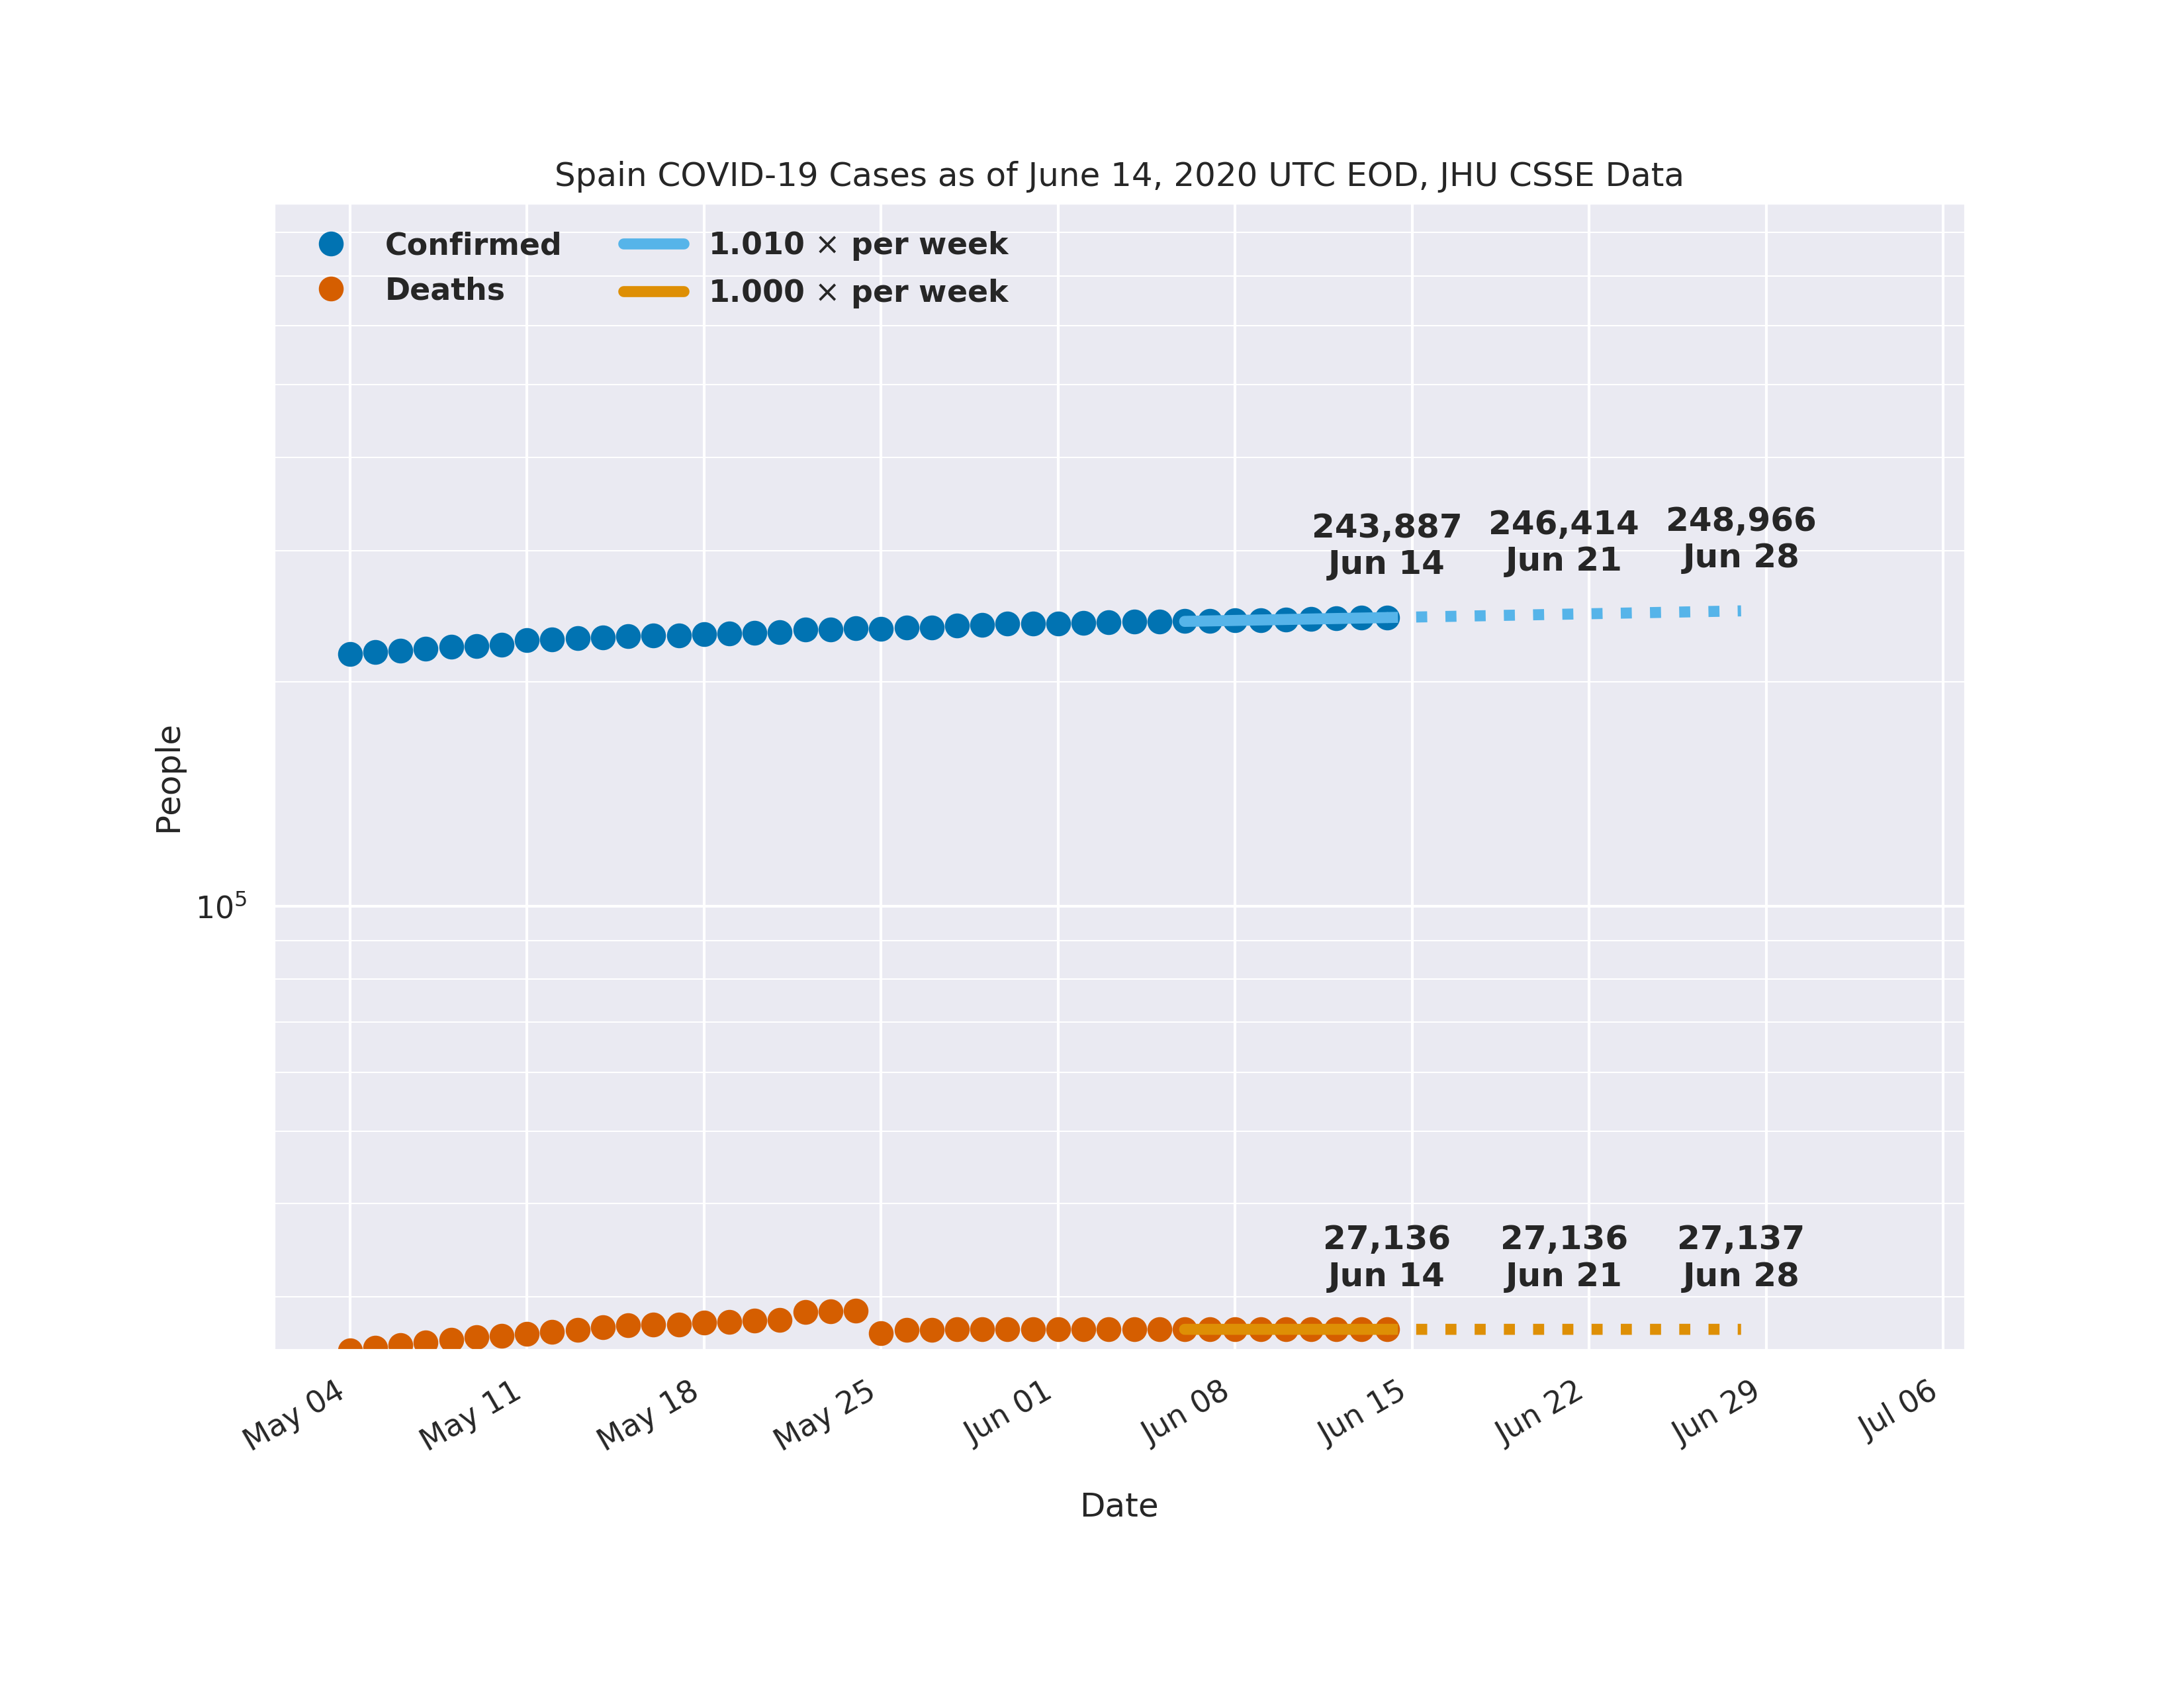 Spain COVID-19 Cases as of June 14, 2020 UTC EOD, JHU CSSE Data
Confirmed
Deaths
1.010 × per week
1.000 × per week
243,887
Jun 14
246,414
Jun 21
248,966
Jun 28
People
10⁵
27,136
Jun 14
27,136
Jun 21
27,137
Jun 28
May 04
May 11
May 18
May 25
Jun 01
Jun 08
Jun 15
Jun 22
Jun 29
Jul 06
Date